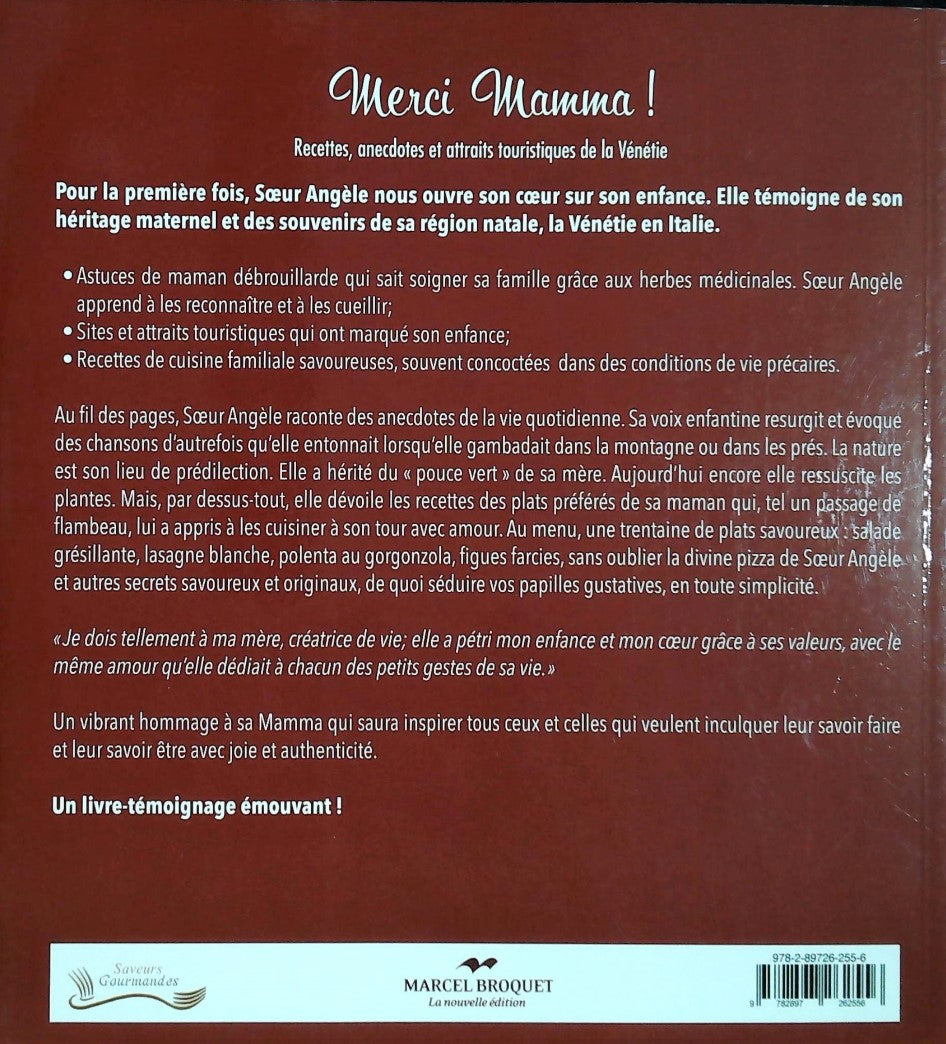 Merci Mamma !
Recettes, anecdotes et attraits touristiques de la Vénétie
Pour la première fois, Sœur Angèle nous ouvre son cœur sur son enfance. Elle témoigne de son
héritage maternel et des souvenirs de sa région natale, la Vénétie en Italie.
• Astuces de maman débrouillarde qui sait soigner sa famille grâce aux herbes médicinales. Sœur Angèle
apprend à les reconnaître et à les cueillir;
• Sites et attraits touristiques qui ont marqué son enfance;
• Recettes de cuisine familiale savoureuses, souvent concoctées dans des conditions de vie précaires.
Au fil des pages, Sœur Angèle raconte des anecdotes de la vie quotidienne. Sa voix enfantine resurgit et évoque
des chansons d'autrefois qu'elle entonnait lorsqu'elle gambadait dans la montagne ou dans les prés. La nature
est son lieu de prédilection. Elle a hérité du « pouce vert » de sa mère. Aujourd'hui encore elle ressuscite les
plantes. Mais, par dessus-tout, elle dévoile les recettes des plats préférés de sa maman qui, tel un passage de
flambeau, lui a appris à les cuisiner à son tour avec amour. Au menu, une trentaine de plats savoureux : salade
grésillante, lasagne blanche, polenta au gorgonzola, figues farcies, sans oublier la divine pizza de Sœur Angèle
et autres secrets savoureux et originaux, de quoi séduire vos papilles gustatives, en toute simplicité.
«Je dois tellement à ma mère, créatrice de vie; elle a pétri mon enfance et mon cœur grâce à ses valeurs, avec le
même amour qu'elle dédiait à chacun des petits gestes de sa vie.»
Un vibrant hommage à sa Mamma qui saura inspirer tous ceux et celles qui veulent inculquer leur savoir faire
et leur savoir être avec joie et authenticité.
Un livre-témoignage émouvant !
Saveurs
Gourmandes
MARCEL BROQUET
La nouvelle édition
978-2-89726-255-6
9 782897 262556